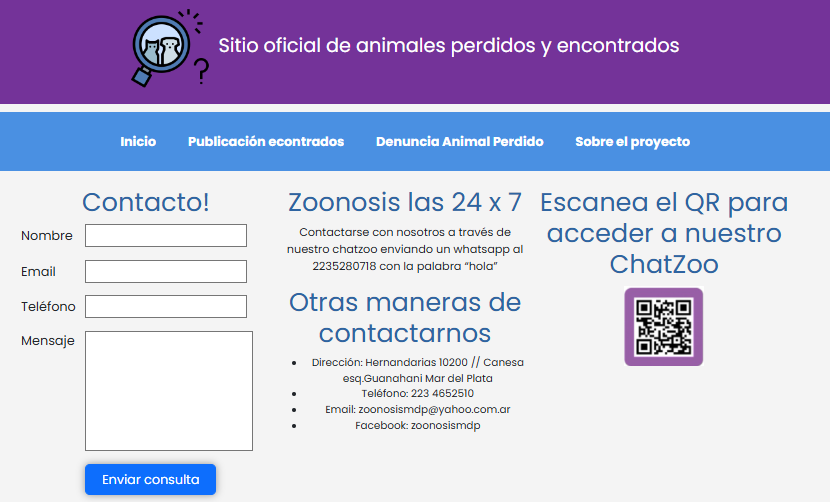 Sitio oficial de animales perdidos y encontrados
Inicio
Publicación econtrados
Denuncia Animal Perdido
Sobre el proyecto
Contacto!
Nombre
Email
Teléfono
Mensaje
Enviar consulta
Zoonosis las 24 x 7
Contactarse con nosotros a través de
nuestro chatzoo enviando un whatsapp al
2235280718 con la palabra “hola”
Otras maneras de
contactarnos
Dirección: Hernandarias 10200 // Canesa
esq.Guanahani Mar del Plata
Teléfono: 223 4652510
Email: zoonosismdp@yahoo.com.ar
Facebook: zoonosismdp
Escanea el QR para
acceder a nuestro
ChatZoo